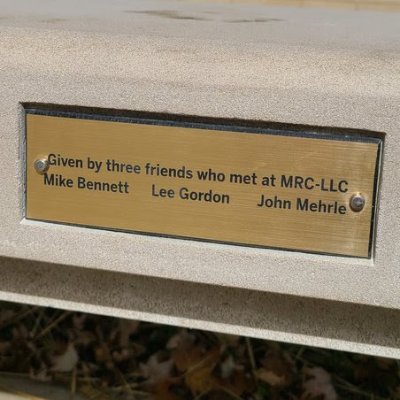 Given by three friends who met at MRC-LLC
Mike Bennett Lee Gordon John Mehrle